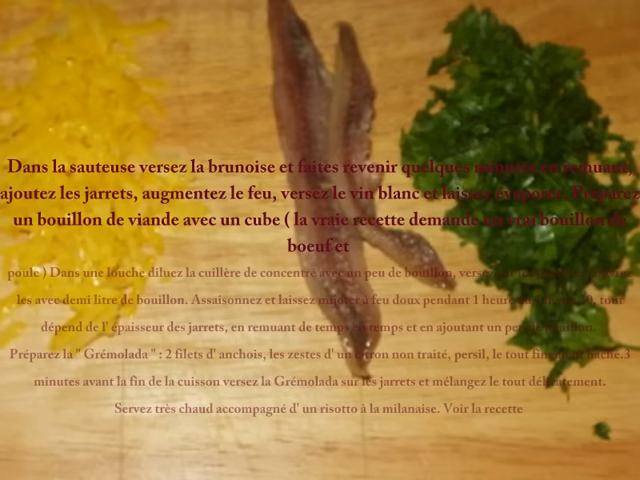 Dans la sauteuse versez la brunoise et faites revenir quelques minutes en remuant,
ajoutez les jarrets, augmentez le feu, versez le vin blanc et laissez évaporer. Préparez
un bouillon de viande avec un cube ( la vraie recette demande un vrai bouillon de
boeuf et
poule ) Dans une louche diluez la cuillère de concentré avec un peu de bouillon, versez
les avec demi litre de bouillon. Assaisonnez et laissez mijoter à feu doux pendant 1 heure tout
dépend de l' épaisseur des jarrets, en remuant de temps en temps et en ajoutant un peu de bouillon.
Préparez la " Grémolada " : 2 filets d' anchois, les zestes d' un citron non traité, persil, le tout finement haché.3
minutes avant la fin de la cuisson versez la Grémolada sur les jarrets et mélangez le tout délicatement.
Servez très chaud accompagné d' un risotto à la milanaise. Voir la recette